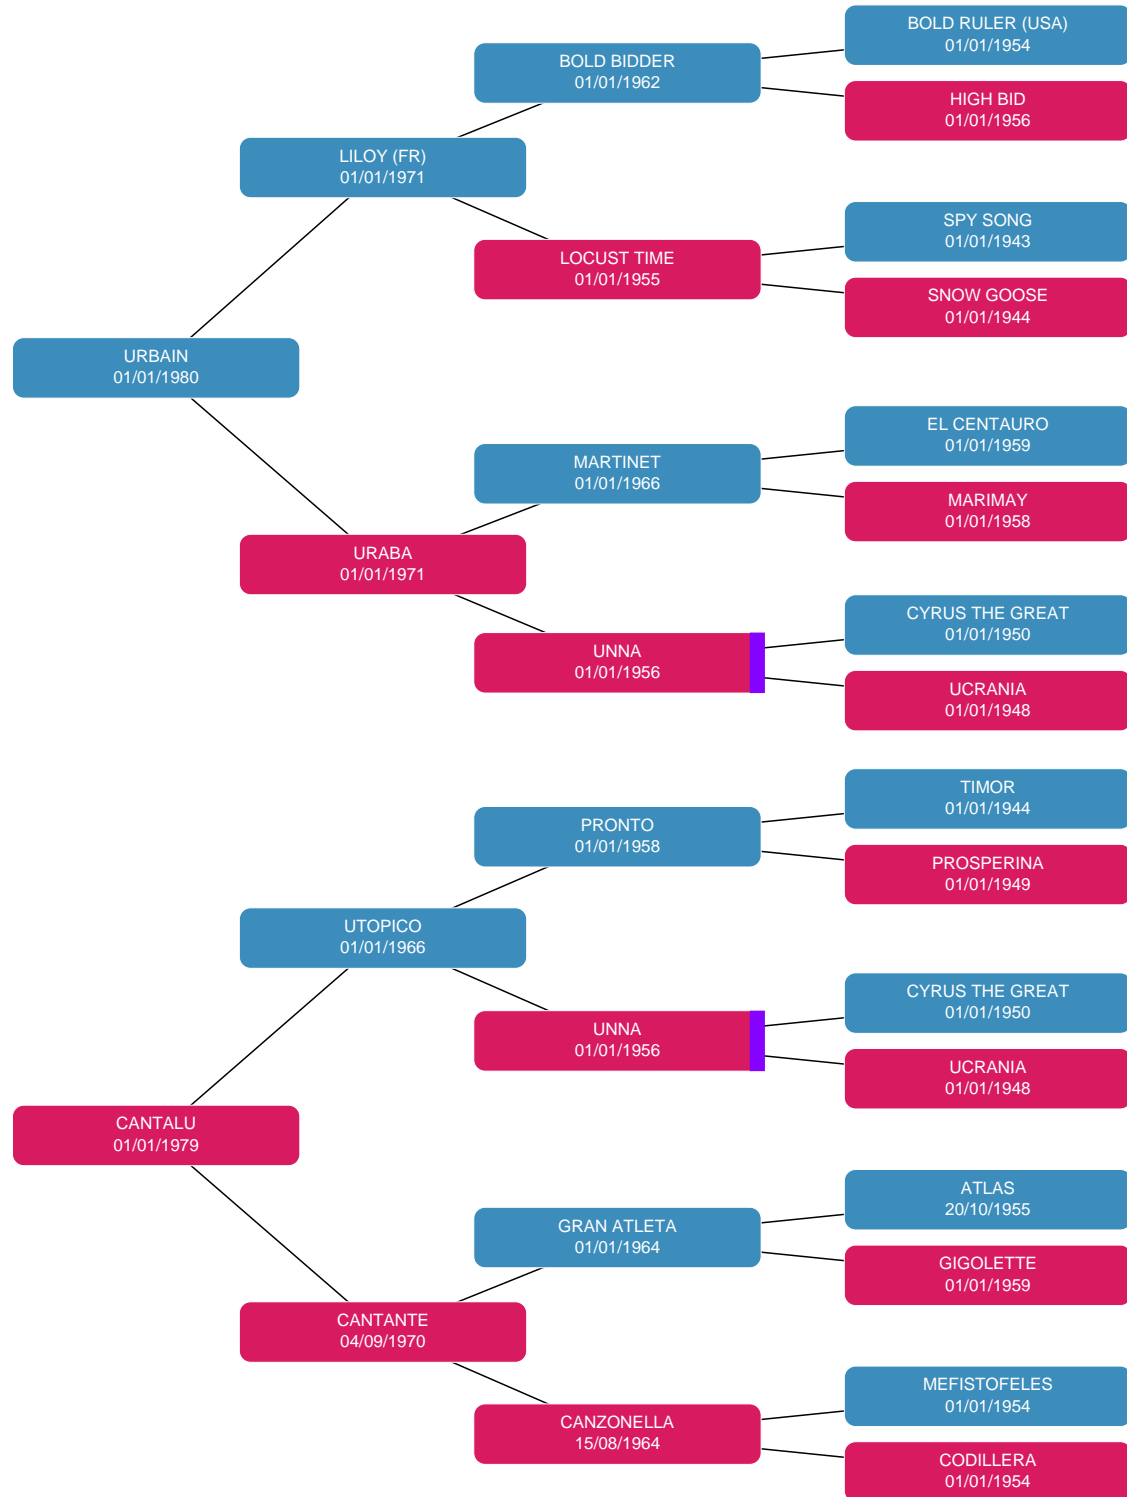 BOLD RULER (USA)
01/01/1954
BOLD BIDDER
01/01/1962
HIGH BID
01/01/1956
LILOY (FR)
01/01/1971
SPY SONG
01/01/1943
LOCUST TIME
01/01/1955
SNOW GOOSE
01/01/1944
URBAIN
01/01/1980
EL CENTAURO
01/01/1959
MARTINET
01/01/1966
MARIMAY
01/01/1958
URABA
01/01/1971
CYRUS THE GREAT
01/01/1950
UNNA
01/01/1956
UCRANIA
01/01/1948
TIMOR
01/01/1944
PRONTO
01/01/1958
PROSPERINA
01/01/1949
UTOPICO
01/01/1966
CYRUS THE GREAT
01/01/1950
UNNA
01/01/1956
UCRANIA
01/01/1948
CANTALU
01/01/1979
ATLAS
20/10/1955
GRAN ATLETA
01/01/1964
GIGOLETTE
01/01/1959
CANTANTE
04/09/1970
MEFISTOFELES
01/01/1954
CANZONELLA
15/08/1964
CODILLERA
01/01/1954